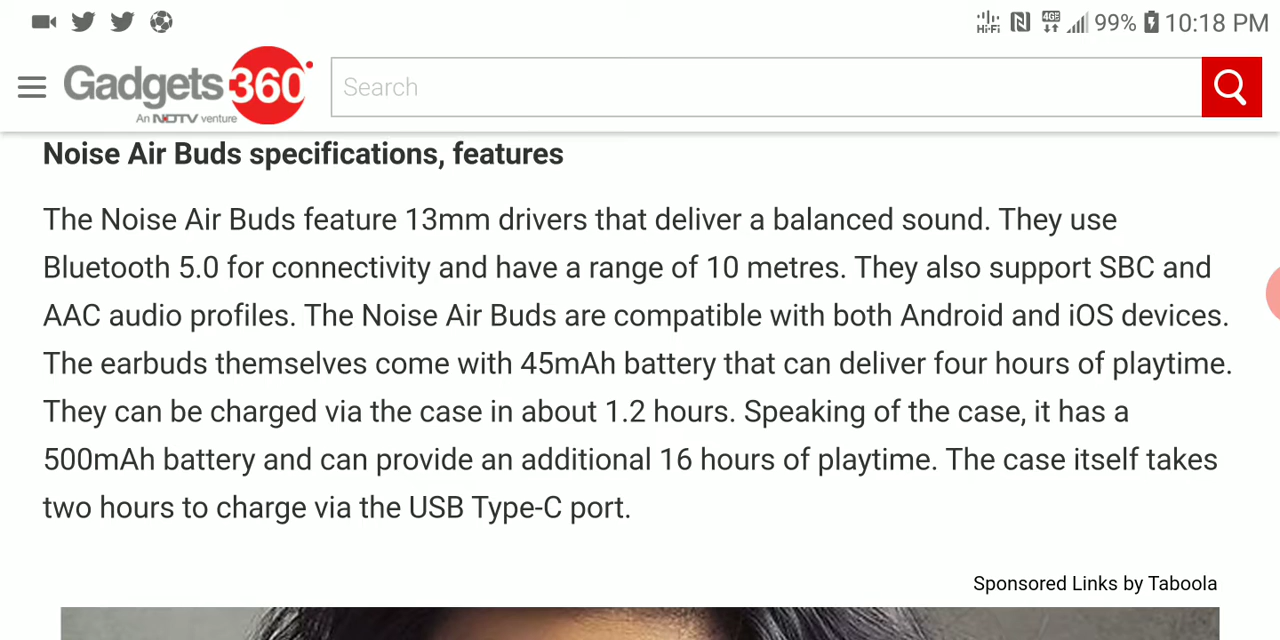 Hi-Fi 4GB 99% 10:18 PM
Gadgets 360
An NDTV venture
Search
Noise Air Buds specifications, features
The Noise Air Buds feature 13mm drivers that deliver a balanced sound. They use
Bluetooth 5.0 for connectivity and have a range of 10 metres. They also support SBC and
AAC audio profiles. The Noise Air Buds are compatible with both Android and iOS devices.
The earbuds themselves come with 45mAh battery that can deliver four hours of playtime.
They can be charged via the case in about 1.2 hours. Speaking of the case, it has a
500mAh battery and can provide an additional 16 hours of playtime. The case itself takes
two hours to charge via the USB Type-C port.
Sponsored Links by Taboola